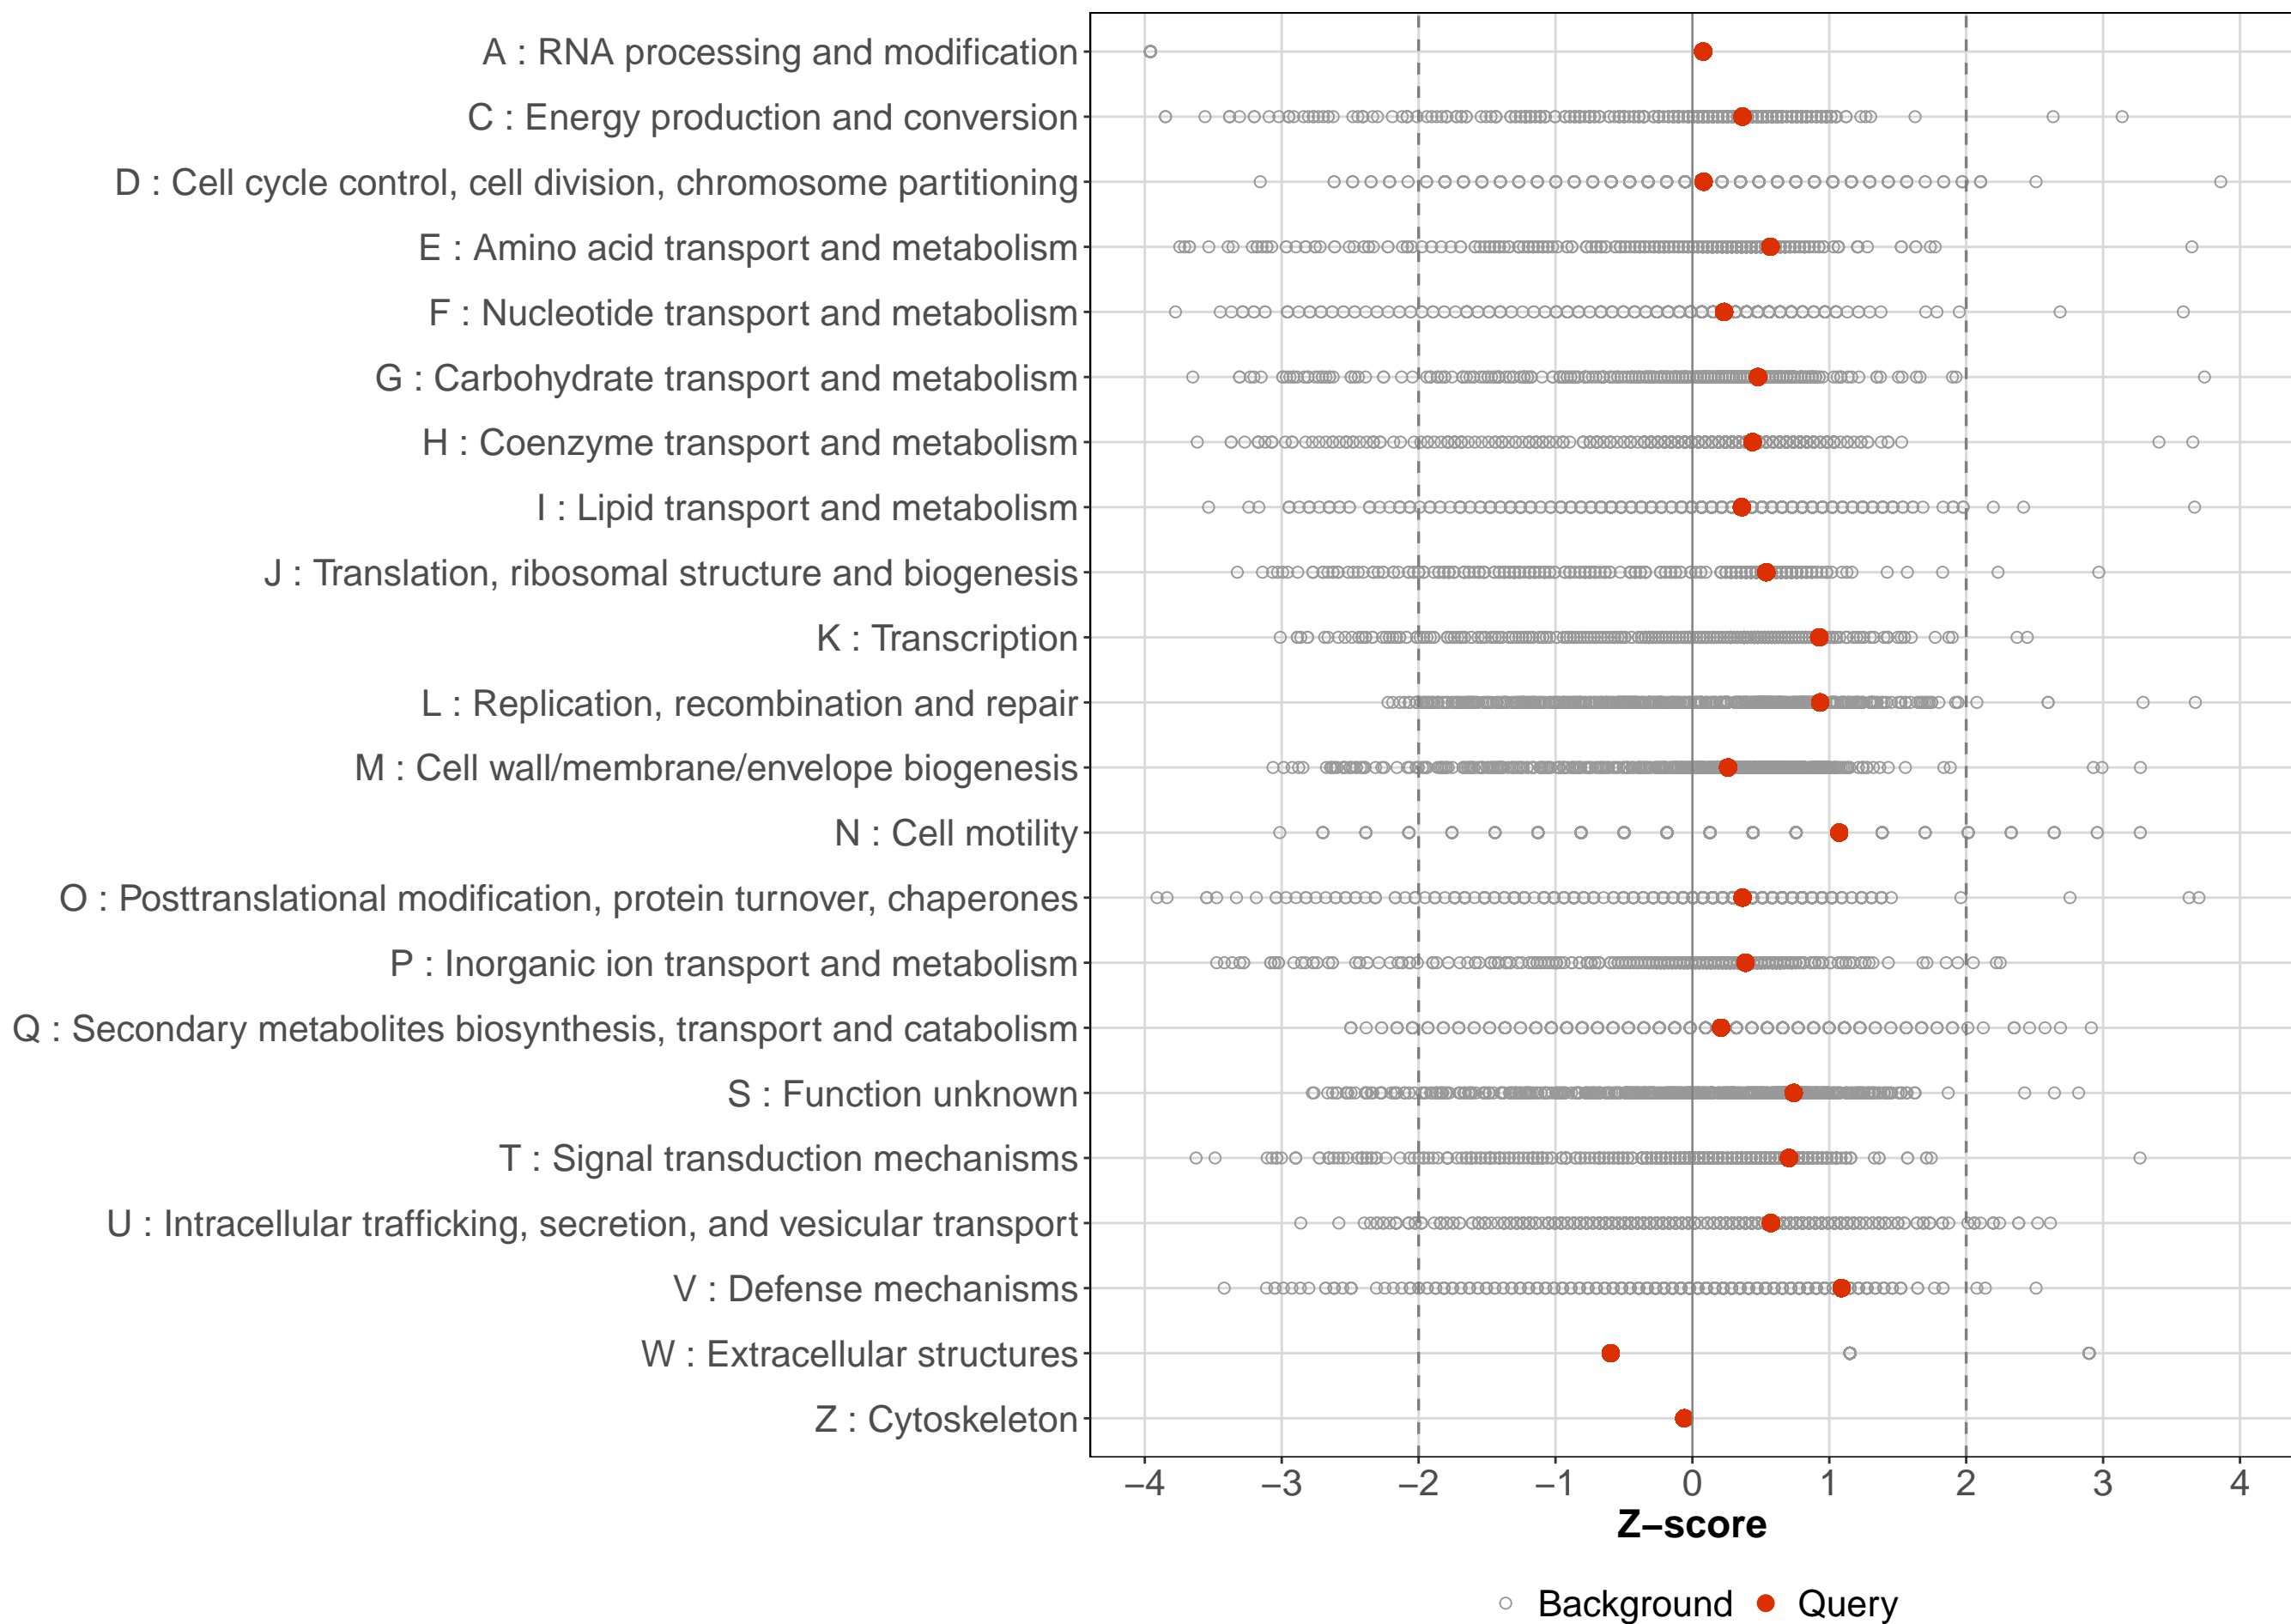 A : RNA processing and modification
C : Energy production and conversion
D : Cell cycle control, cell division, chromosome partitioning
E : Amino acid transport and metabolism
F : Nucleotide transport and metabolism
G : Carbohydrate transport and metabolism
H : Coenzyme transport and metabolism
I : Lipid transport and metabolism
J : Translation, ribosomal structure and biogenesis
K : Transcription
L : Replication, recombination and repair
M : Cell wall/membrane/envelope biogenesis
N : Cell motility
O : Posttranslational modification, protein turnover, chaperones
P : Inorganic ion transport and metabolism
Q : Secondary metabolites biosynthesis, transport and catabolism
S : Function unknown
T : Signal transduction mechanisms
U : Intracellular trafficking, secretion, and vesicular transport
V : Defense mechanisms
W : Extracellular structures
Z : Cytoskeleton
−4 −3 −2 −1 0 1 2 3 4
Z−score
Background Query